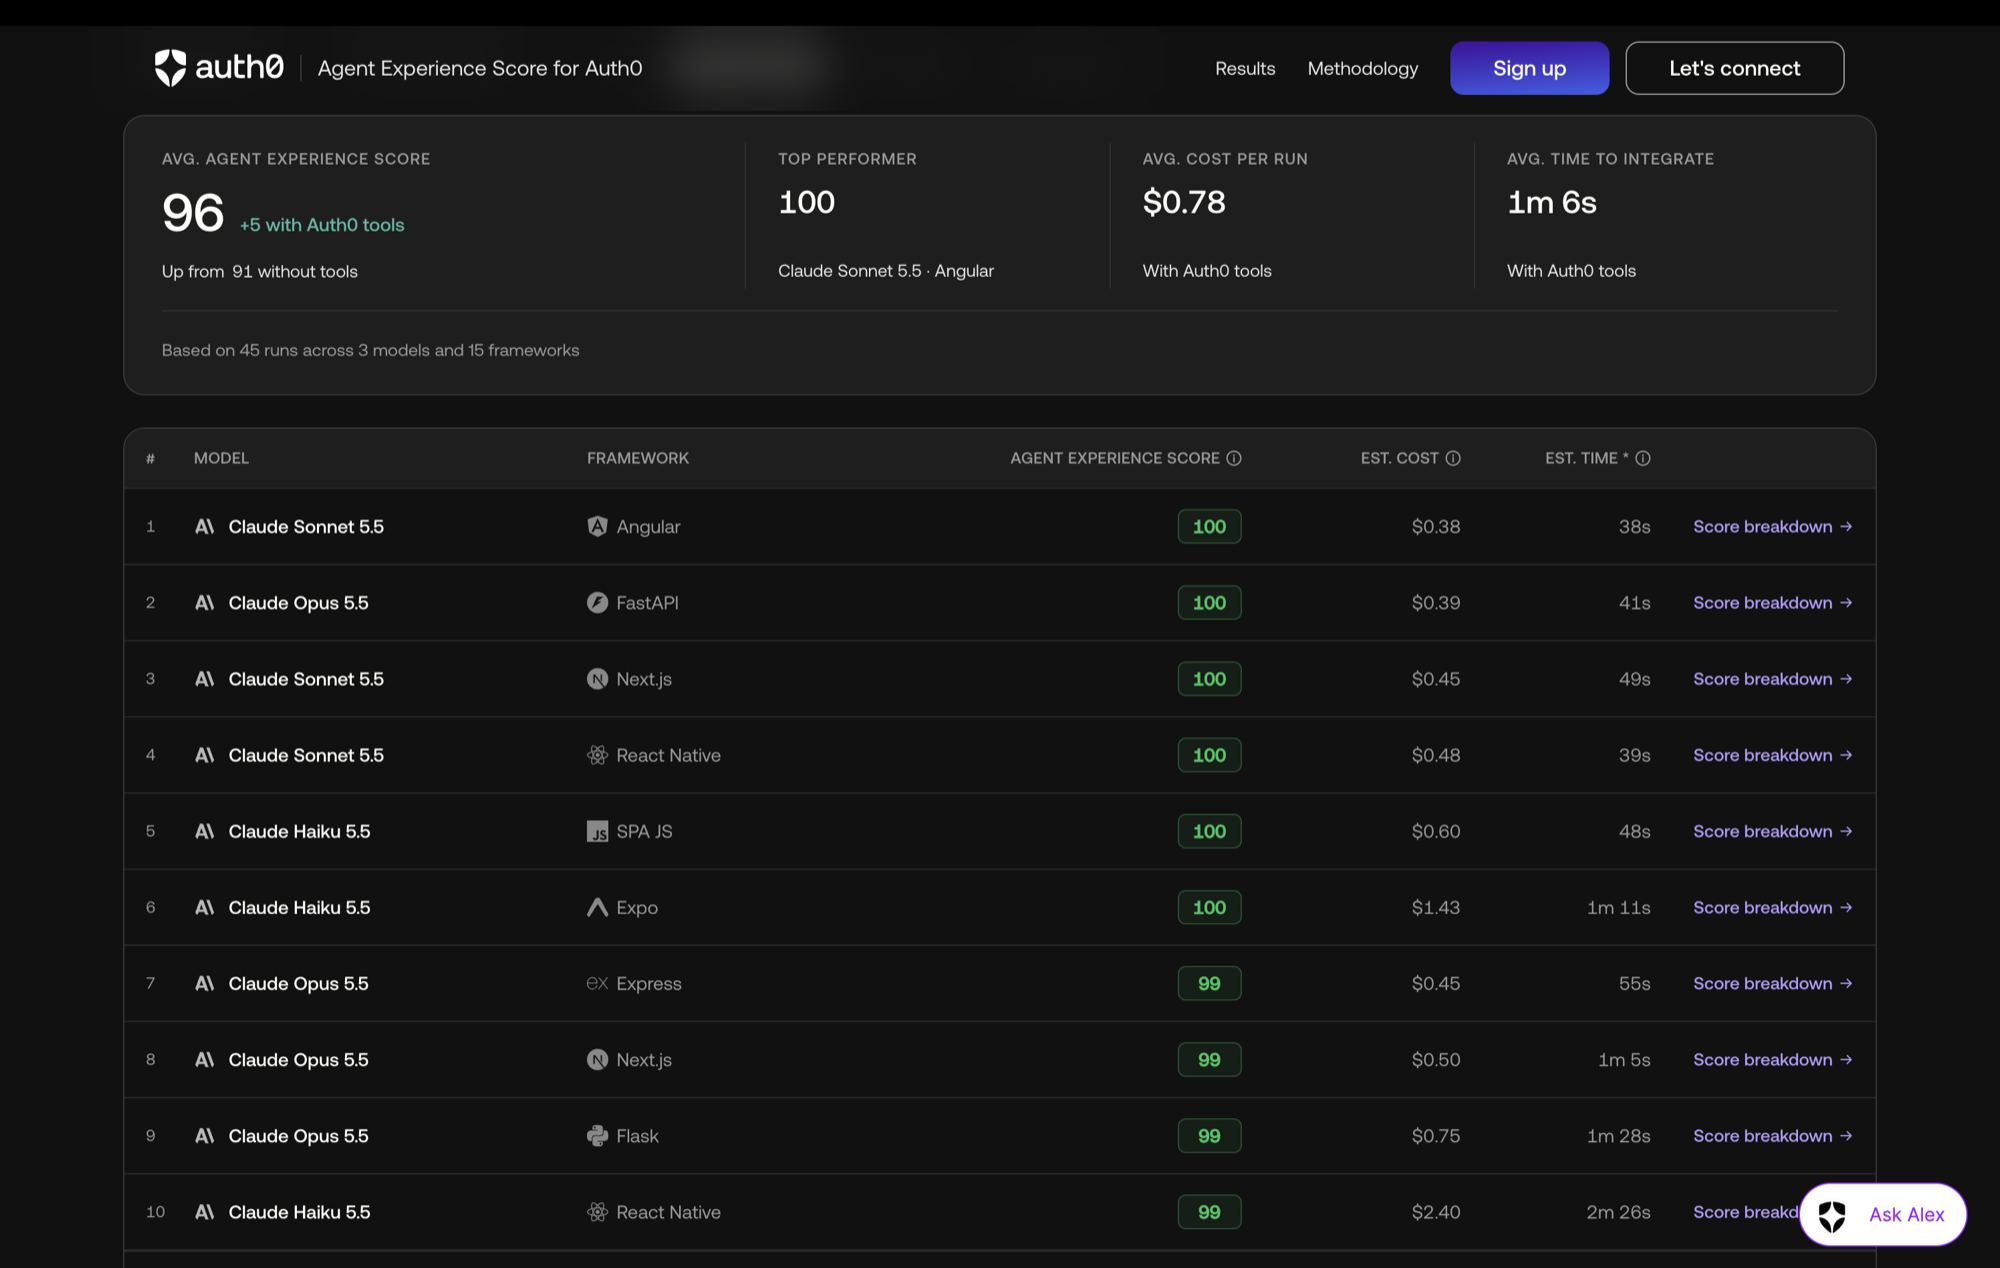 auth0 Agent Experience Score for Auth0 Results Methodology Sign up Let's connect
AVG. AGENT EXPERIENCE SCORE
96 +5 with Auth0 tools
Up from 91 without tools
TOP PERFORMER
100
Claude Sonnet 5.5 · Angular
AVG. COST PER RUN
$0.78
With Auth0 tools
AVG. TIME TO INTEGRATE
1m 6s
With Auth0 tools
Based on 45 runs across 3 models and 15 frameworks
# MODEL FRAMEWORK AGENT EXPERIENCE SCORE EST. COST EST. TIME *
1 Claude Sonnet 5.5 Angular 100 $0.38 38s Score breakdown →
2 Claude Opus 5.5 FastAPI 100 $0.39 41s Score breakdown →
3 Claude Sonnet 5.5 Next.js 100 $0.45 49s Score breakdown →
4 Claude Sonnet 5.5 React Native 100 $0.48 39s Score breakdown →
5 Claude Haiku 5.5 JS SPA JS 100 $0.60 48s Score breakdown →
6 Claude Haiku 5.5 Expo 100 $1.43 1m 11s Score breakdown →
7 Claude Opus 5.5 ex Express 99 $0.45 55s Score breakdown →
8 Claude Opus 5.5 Next.js 99 $0.50 1m 5s Score breakdown →
9 Claude Opus 5.5 Flask 99 $0.75 1m 28s Score breakdown →
10 Claude Haiku 5.5 React Native 99 $2.40 2m 26s Score breakd
Ask Alex